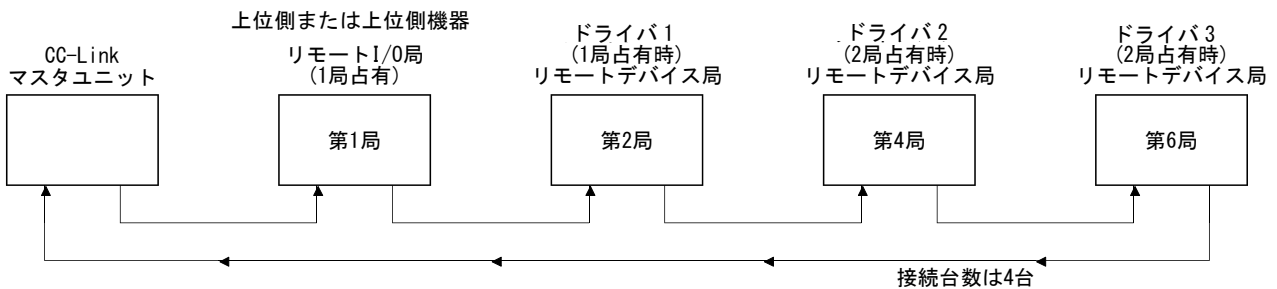 上位側または上位側機器
CC-Link
マスタユニット
リモートI/O局
(1局占有)
ドライバ1
(1局占有時)
リモートデバイス局
ドライバ2
(2局占有時)
リモートデバイス局
ドライバ3
(2局占有時)
リモートデバイス局
第1局
第2局
第4局
第6局
接続台数は4台